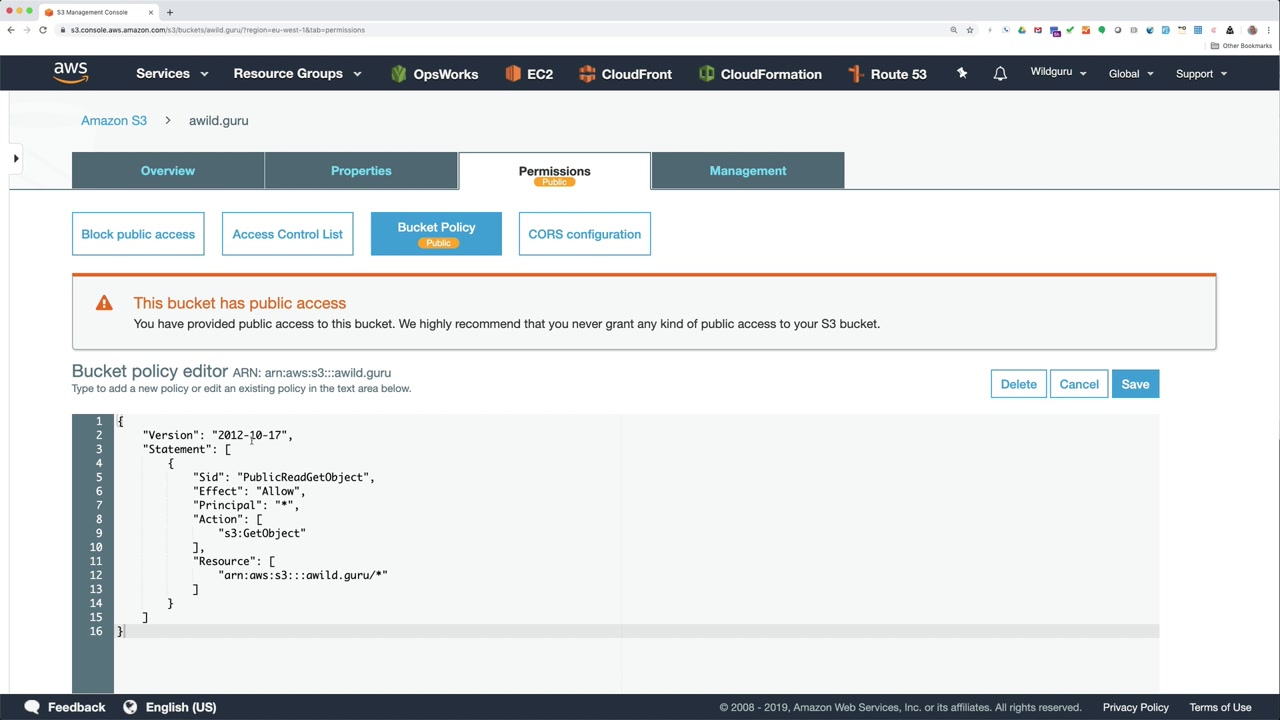 S3 Management Console
s3.console.aws.amazon.com/s3/buckets/awild.guru/?region=eu-west-1&tab=permissions
Other Bookmarks
aws
Services
Resource Groups
OpsWorks
EC2
CloudFront
CloudFormation
Route 53
Wildguru
Global
Support
Amazon S3
awild.guru
Overview
Properties
Permissions
Public
Management
Block public access
Access Control List
Bucket Policy
Public
CORS configuration
This bucket has public access
You have provided public access to this bucket. We highly recommend that you never grant any kind of public access to your S3 bucket.
Bucket policy editor ARN: arn:aws:s3:::awild.guru
Type to add a new policy or edit an existing policy in the text area below.
Delete
Cancel
Save
1 {
2 "Version": "2012-10-17",
3 "Statement": [
4 {
5 "Sid": "PublicReadGetObject",
6 "Effect": "Allow",
7 "Principal": "*",
8 "Action": [
9 "s3:GetObject"
10 ],
11 "Resource": [
12 "arn:aws:s3:::awild.guru/*"
13 ]
14 }
15 ]
16 }
Feedback
English (US)
© 2008 - 2019, Amazon Web Services, Inc. or its affiliates. All rights reserved.
Privacy Policy
Terms of Use